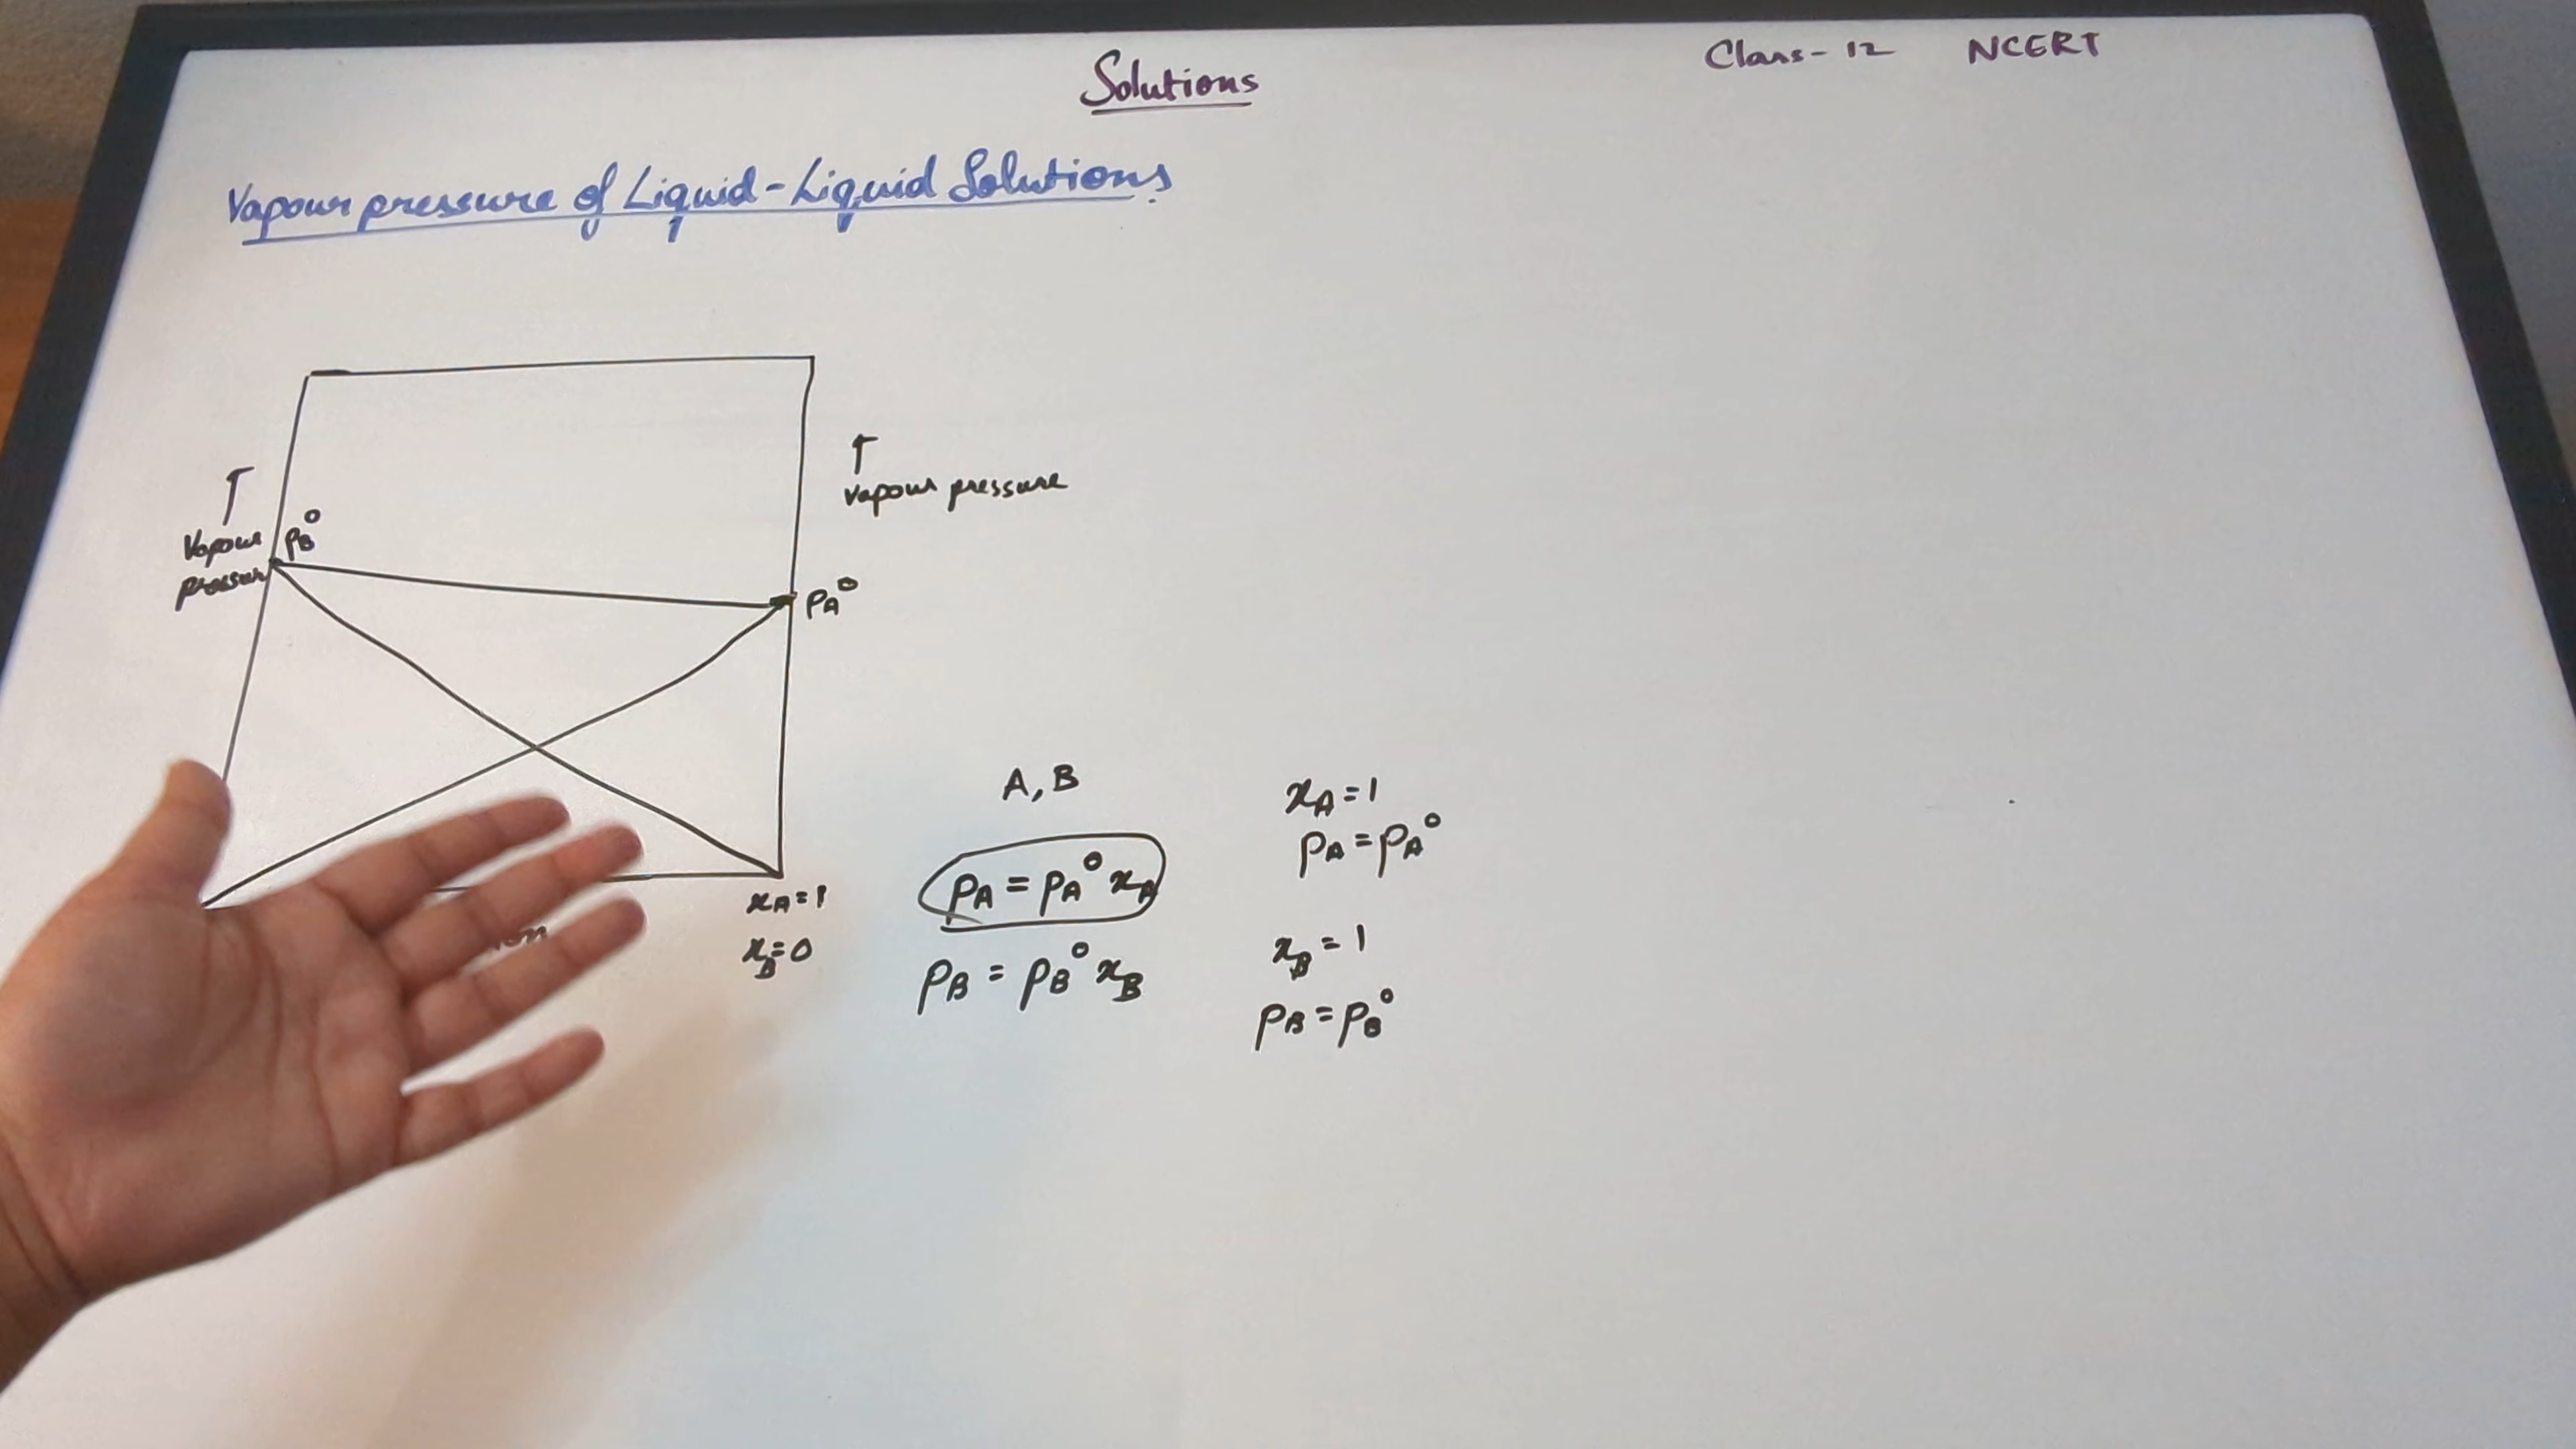 Solutions
Class-12 NCERT
Vapour pressure of Liquid-Liquid Solutions
↑
vapour pressure
↑
Vapour
pressure
pB°
pA°
xA=1
xB=0
A, B
pA = pA° xA
pB = pB° xB
xA=1
pA=pA°
xB=1
pB=pB°